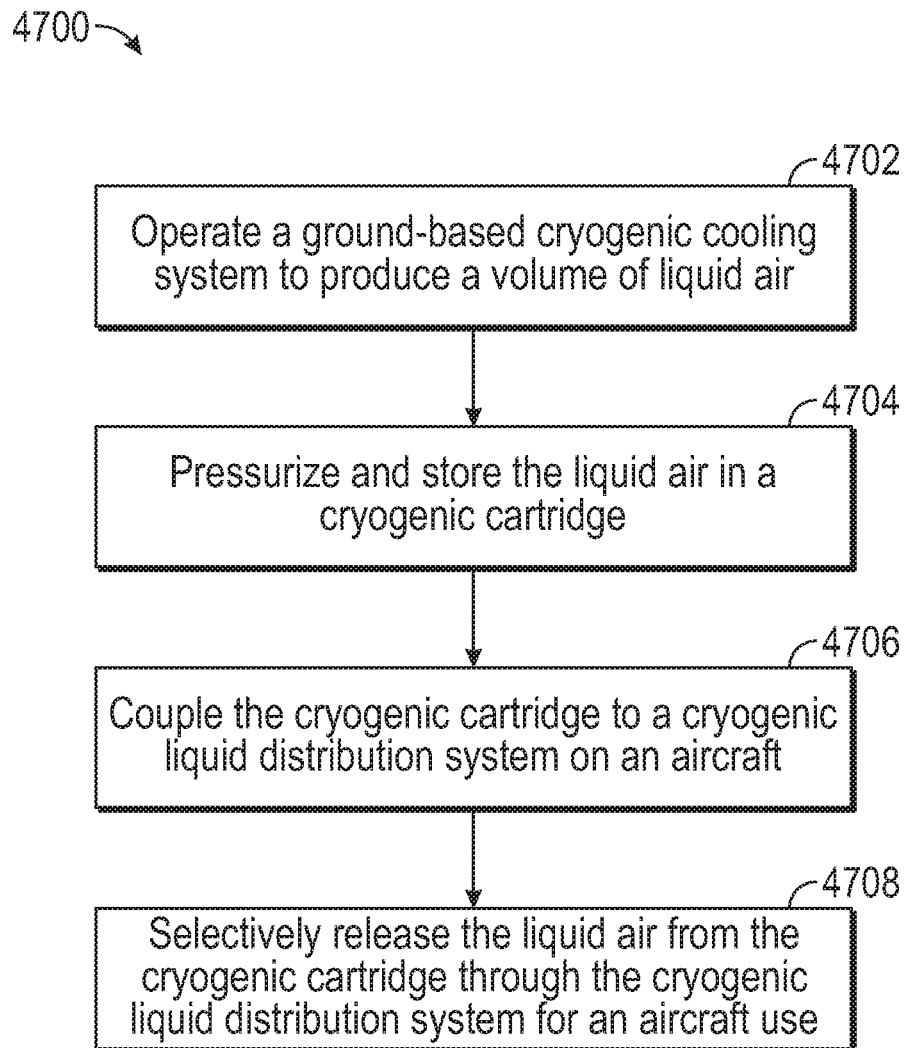 4700
4702
Operate a ground-based cryogenic cooling
system to produce a volume of liquid air
4704
Pressurize and store the liquid air in a
cryogenic cartridge
4706
Couple the cryogenic cartridge to a cryogenic
liquid distribution system on an aircraft
4708
Selectively release the liquid air from the
cryogenic cartridge through the cryogenic
liquid distribution system for an aircraft use